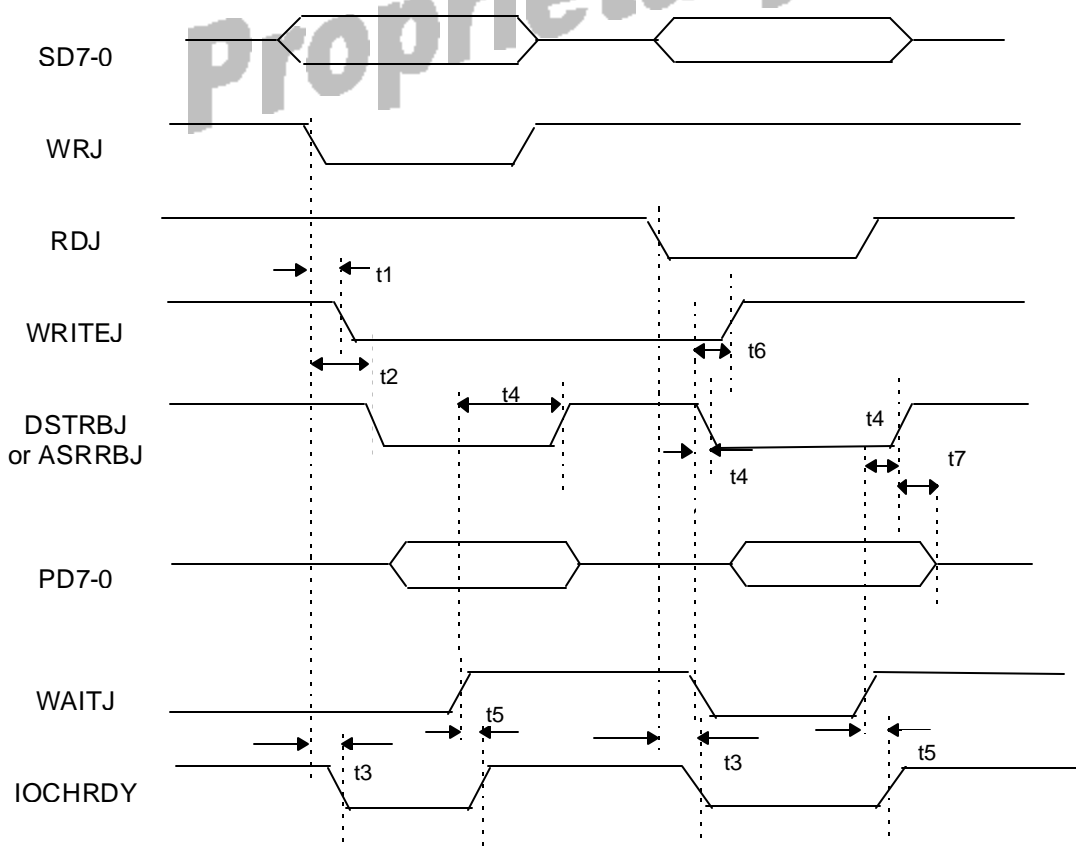 SD7-0
WRJ
RDJ
t1
WRITEJ
t6
t2
t4
DSTRBJ
or ASRRBJ
t4
t4
t7
PD7-0
WAITJ
t5
t3
t3
t5
IOCHRDY